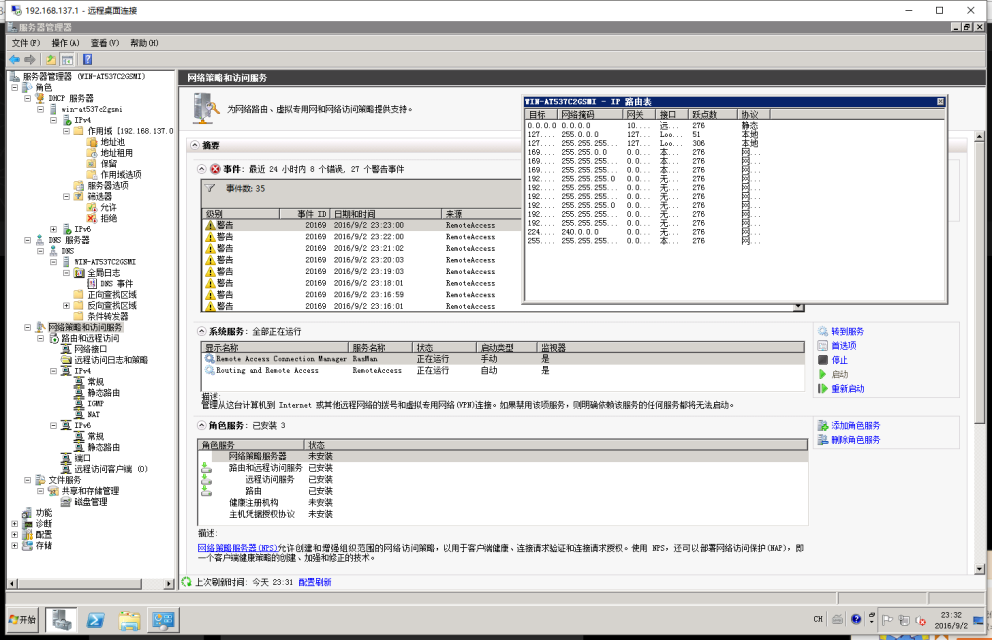 192.168.137.1 - 远程桌面连接
服务器管理器
文件(F) 操作(A) 查看(V) 帮助(H)
服务器管理器 (WIN-AT537C2GSMI)
角色
DHCP 服务器
win-at537c2gsmi
IPv4
作用域 [192.168.137.0
地址池
地址租用
保留
作用域选项
服务器选项
筛选器
允许
拒绝
IPv6
DNS 服务器
DNS
WIN-AT537C2GSMI
全局日志
DNS 事件
正向查找区域
反向查找区域
条件转发器
网络策略和访问服务
路由和远程访问
网络接口
远程访问日志和策略
IPv4
常规
静态路由
IGMP
NAT
IPv6
常规
静态路由
端口
远程访问客户端 (0)
文件服务
共享和存储管理
磁盘管理
功能
诊断
配置
存储
网络策略和访问服务
为网络路由、虚拟专用网和网络访问策略提供支持。
摘要
事件: 最近 24 小时内 8 个错误, 27 个警告事件
事件数: 35
级别 事件 ID 日期和时间 来源
警告 20169 2016/9/2 23:23:00 RemoteAccess
警告 20169 2016/9/2 23:22:00 RemoteAccess
警告 20169 2016/9/2 23:21:02 RemoteAccess
警告 20169 2016/9/2 23:20:03 RemoteAccess
警告 20169 2016/9/2 23:19:03 RemoteAccess
警告 20169 2016/9/2 23:18:01 RemoteAccess
警告 20169 2016/9/2 23:16:59 RemoteAccess
警告 20169 2016/9/2 23:16:01 RemoteAccess
WIN-AT537C2GSMI - IP 路由表
目标 网络掩码 网关 接口 跃点数 协议
0.0.0.0 0.0.0.0 10.... 远... 276 静态
127.... 255.0.0.0 127... Loo... 51 本地
127.... 255.255.255... 127... Loo... 306 本地
169.... 255.255.0.0 0.0... 本... 276 网...
169.... 255.255.255... 0.0... 本... 276 网...
169.... 255.255.255... 0.0... 本... 276 网...
192.... 255.255.255.0 0.0... 无... 276 网...
192.... 255.255.255... 0.0... 无... 276 网...
192.... 255.255.255... 0.0... 无... 276 网...
192.... 255.255.255.0 0.0... 无... 276 网...
192.... 255.255.255... 0.0... 无... 276 网...
192.... 255.255.255... 0.0... 无... 276 网...
224.... 240.0.0.0 0.0... 无... 276 网...
255.... 255.255.255... 0.0... 本... 276 网...
系统服务: 全部正在运行
显示名称 服务名称 状态 启动类型 监视器
Remote Access Connection Manager RasMan 正在运行 手动 是
Routing and Remote Access RemoteAccess 正在运行 自动 是
描述:
管理从这台计算机到 Internet 或其他远程网络的拨号和虚拟专用网络(VPN)连接。如果禁用该项服务，则明确依赖该服务的任何服务都将无法启动。
转到服务
首选项
停止
启动
重新启动
角色服务: 已安装 3
角色服务 状态
网络策略服务器 未安装
路由和远程访问服务 已安装
远程访问服务 已安装
路由 已安装
健康注册机构 未安装
主机凭据授权协议 未安装
添加角色服务
删除角色服务
描述:
网络策略服务器(NPS)允许创建和增强组织范围的网络访问策略，以用于客户端健康、连接请求验证和连接请求授权。使用 NPS，还可以部署网络访问保护(NAP)，即
一个客户端健康策略的创建、加强和修正的技术。
上次刷新时间: 今天 23:31 配置刷新
开始
CH
23:32
2016/9/2